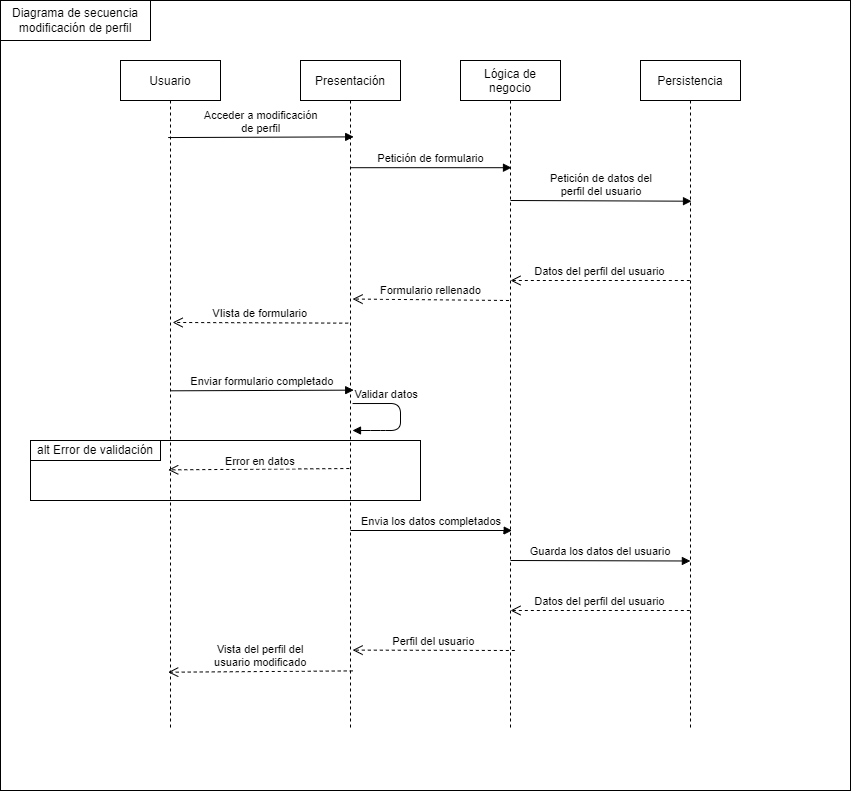 Diagrama de secuencia
modificación de perfil
Usuario
Presentación
Lógica de
negocio
Persistencia
Acceder a modificación
de perfil
Petición de formulario
Petición de datos del
perfil del usuario
Datos del perfil del usuario
Formulario rellenado
VIista de formulario
Enviar formulario completado
Validar datos
alt Error de validación
Error en datos
Envia los datos completados
Guarda los datos del usuario
Datos del perfil del usuario
Perfil del usuario
Vista del perfil del
usuario modificado